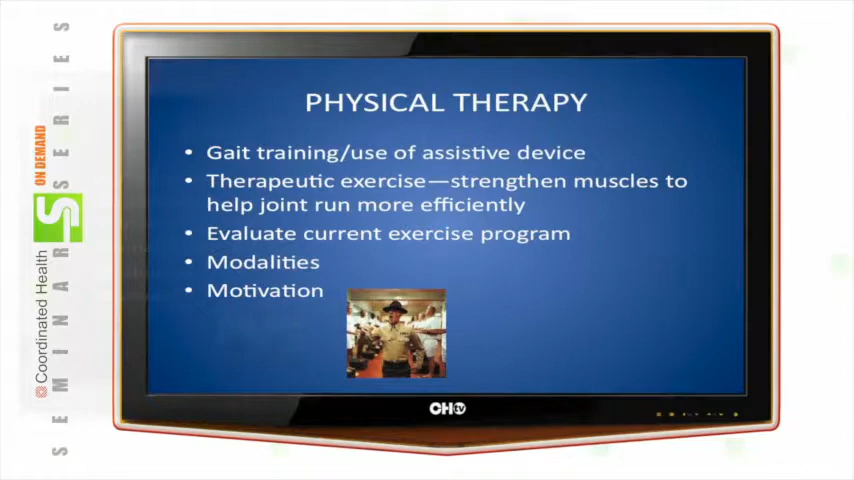 PHYSICAL THERAPY
• Gait training/use of assistive device
• Therapeutic exercise—strengthen muscles to
help joint run more efficiently
• Evaluate current exercise program
• Modalities
• Motivation
CHtv
Coordinated Health
ON DEMAND
SEMINAR SERIES